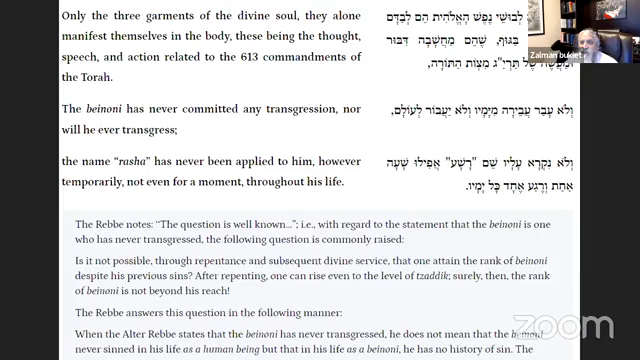 Only the three garments of the divine soul, they alone
manifest themselves in the body, these being the thought,
speech, and action related to the 613 commandments of
the Torah.
לְבוּשֵׁי נֶפֶשׁ הָאֱלֹהִית הֵם לְבַדָּם
בַּגּוּף, שֶׁהֵם מַחֲשָׁבָה דִּבּוּר
וּמַעֲשֶׂה שֶׁל תַּרְיַ"ג מִצְוֹת הַתּוֹרָה,
The beinoni has never committed any transgression, nor
will he ever transgress;
וְלֹא עָבַר עֲבֵירָה מִיָּמָיו וְלֹא יַעֲבוֹר לְעוֹלָם,
the name “rasha” has never been applied to him, however
temporarily, not even for a moment, throughout his life.
וְלֹא נִקְרָא עָלָיו שֵׁם "רָשָׁע" אֲפִילוּ שָׁעָה
אַחַת וְרֶגַע אֶחָד כָּל יָמָיו.
The Rebbe notes: “The question is well known...”; i.e., with regard to the statement that the beinoni is one
who has never transgressed, the following question is commonly raised:
Is it not possible, through repentance and subsequent divine service, that one attain the rank of beinoni
despite his previous sins? After repenting, one can rise even to the level of tzaddik; surely, then, the rank
of beinoni is not beyond his reach!
The Rebbe answers this question in the following manner:
When the Alter Rebbe states that the beinoni has never transgressed, he does not mean that the beinoni
never sinned in his life as a human being but that in his life as a beinoni, he has no history of sin. The
Zalman bukiet
zoom